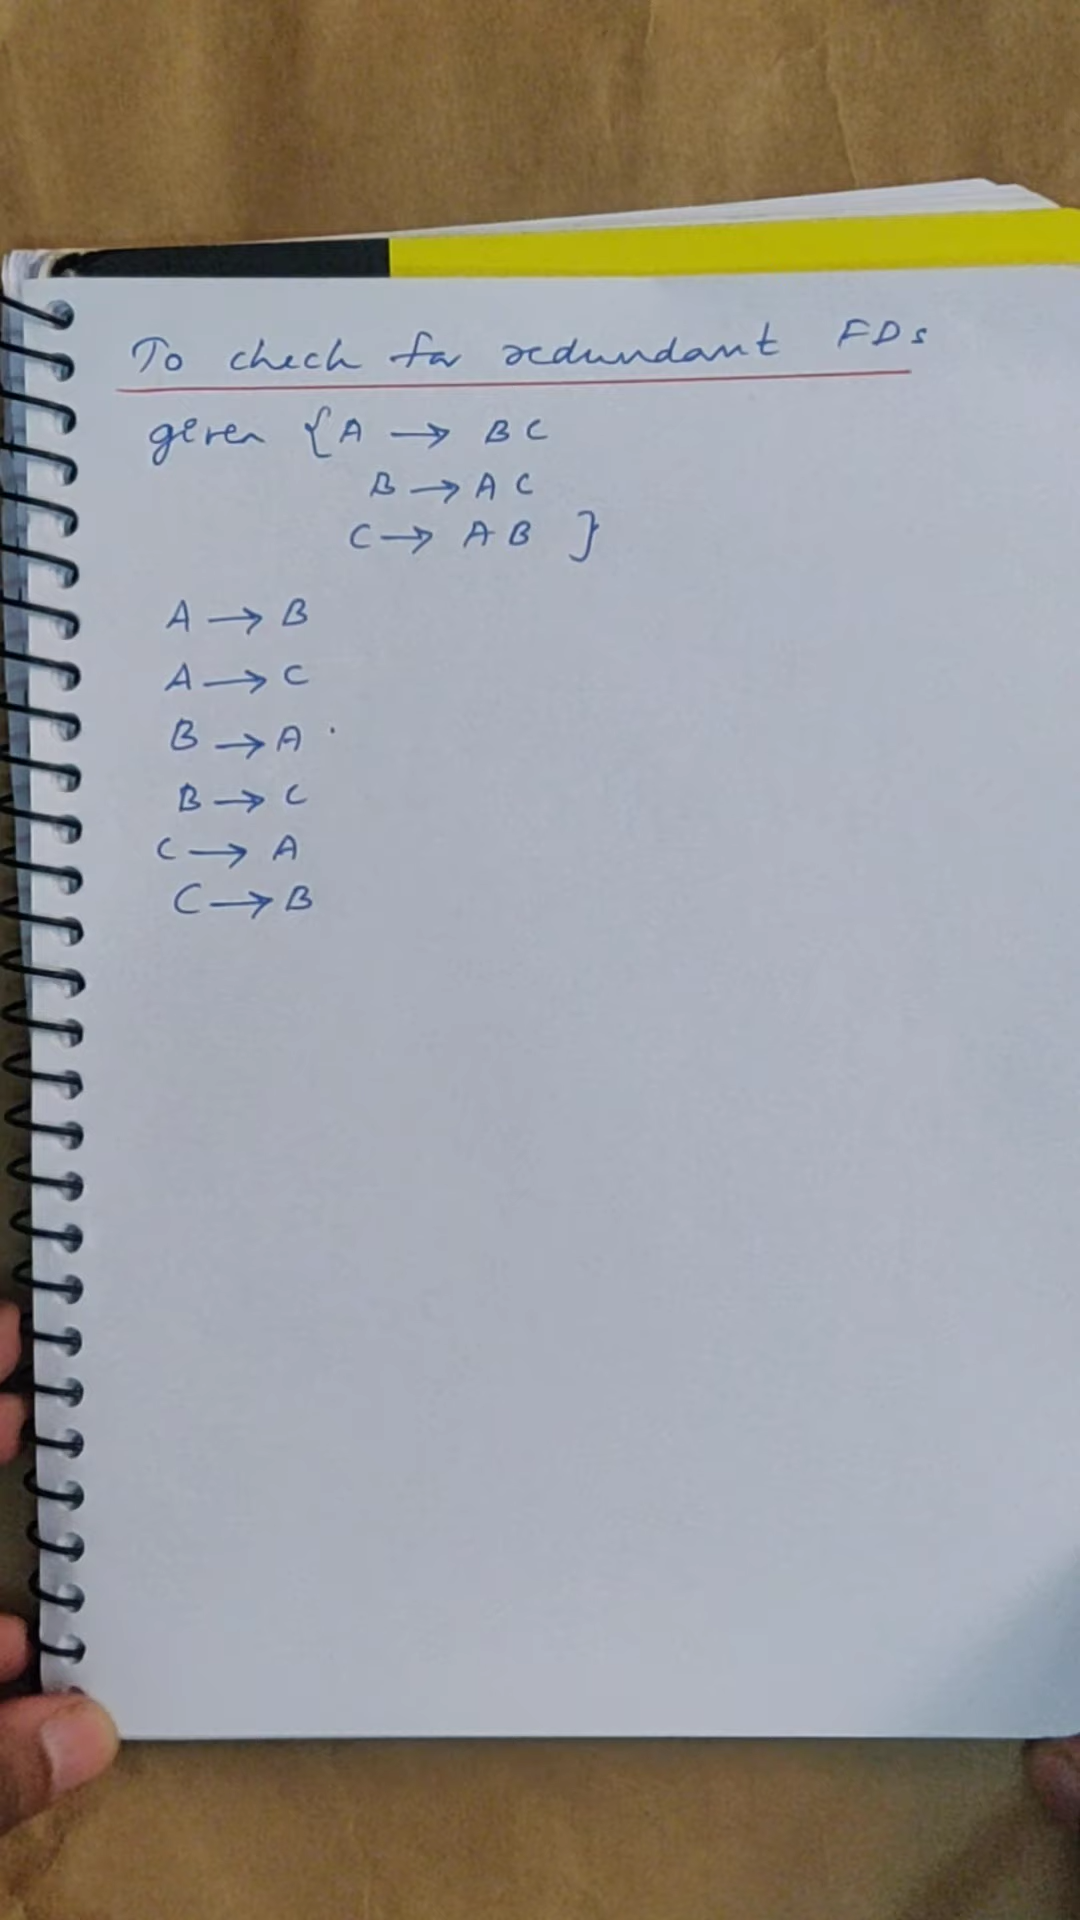 To check for redundant FDs
given { A → BC
B → AC
C → AB }
A → B
A → C
B → A
B → C
C → A
C → B